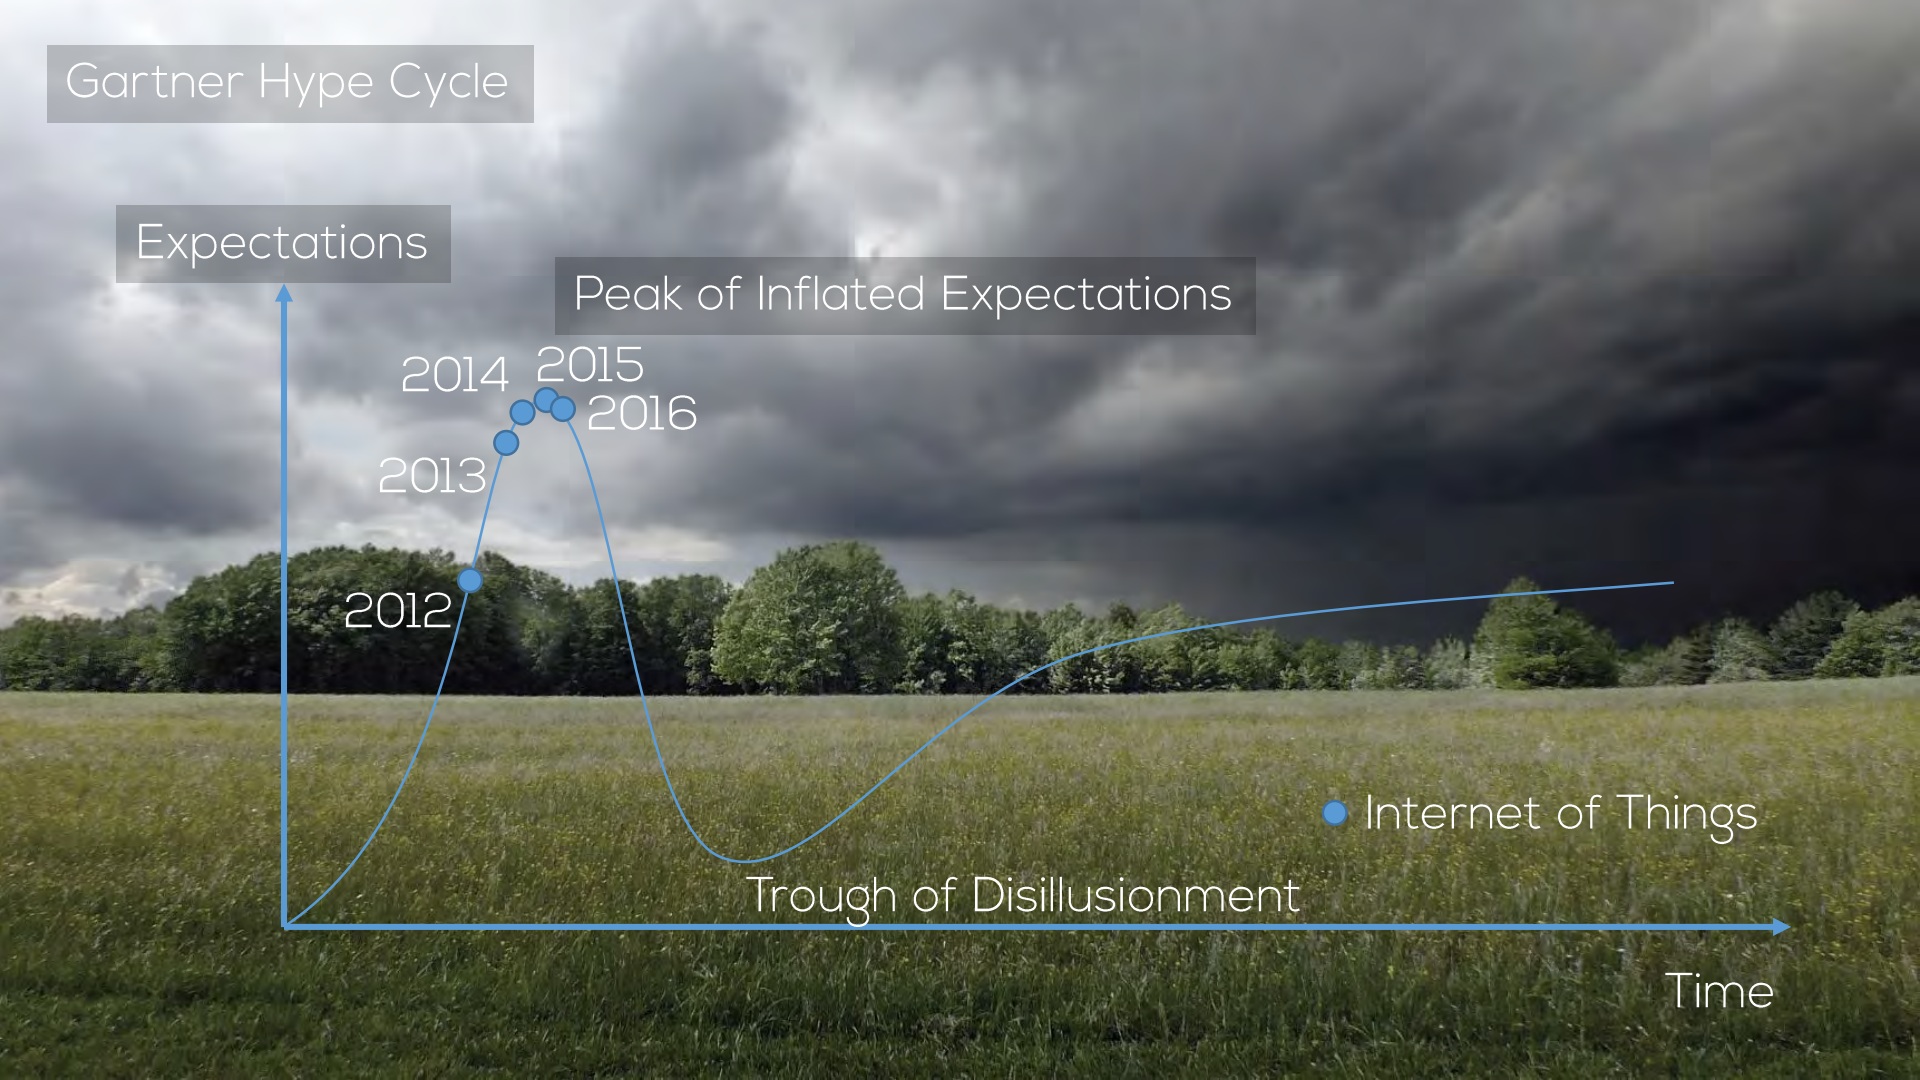 Gartner Hype Cycle
Expectations
Peak of Inflated Expectations
2014
2015
2016
2013
2012
Internet of Things
Trough of Disillusionment
Time